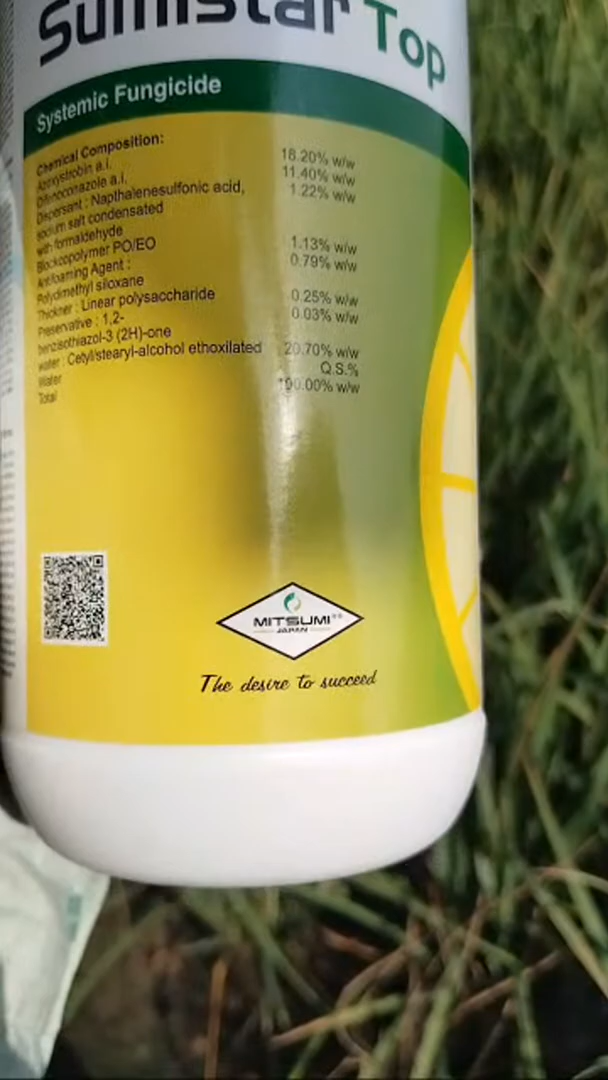 Sumistar Top
Systemic Fungicide
Chemical Composition:
Azoxystrobin a.i. 18.20% w/w
Difenoconazole a.i. 11.40% w/w
Dispersant : Napthalenesulfonic acid, 1.22% w/w
sodium salt condensated
with formaldehyde
Blockcopolymer PO/EO 1.13% w/w
Antifoaming Agent : 0.79% w/w
Polydimethyl siloxane
Thickner : Linear polysaccharide 0.25% w/w
Preservative : 1,2- 0.03% w/w
benzisothiazol-3 (2H)-one
water : Cetyl/stearyl-alcohol ethoxilated 20.70% w/w
Water Q.S.%
Total 100.00% w/w
MITSUMI
JAPAN
The desire to succeed